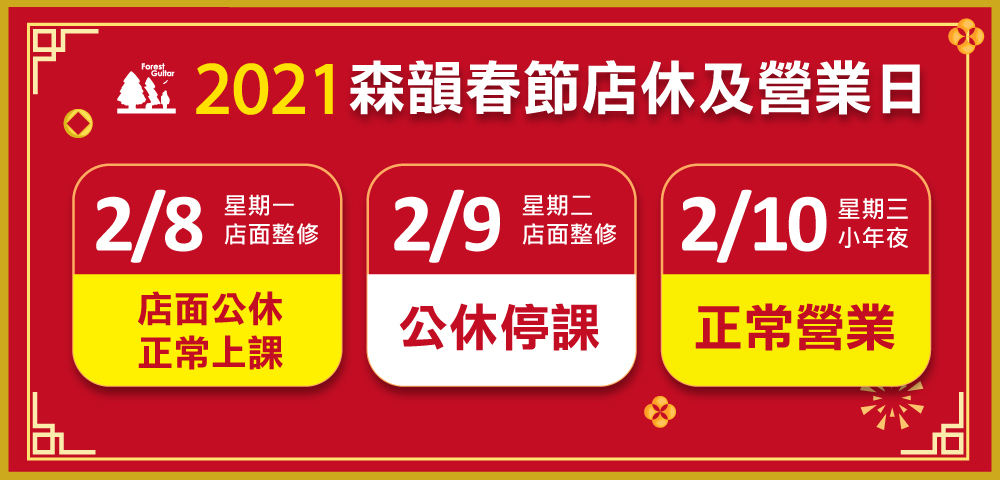 Forest
Guitar
2021森韻春節店休及營業日
2/8
星期一
店面整修
店面公休
正常上課
2/9
星期二
店面整修
公休停課
2/10
星期三
小年夜
正常營業